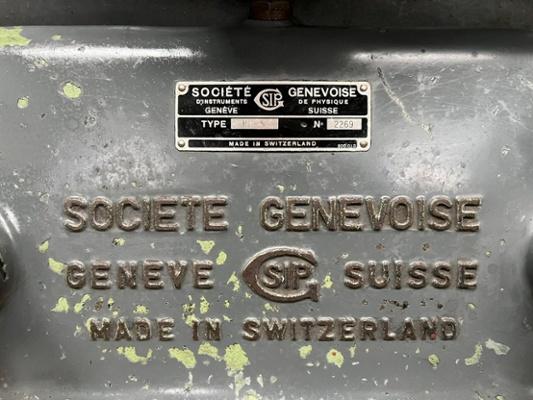 SOCIÉTÉ GENEVOISE
D'INSTRUMENTS SIP DE PHYSIQUE
GENÈVE SUISSE
TYPE Nº 2269
MADE IN SWITZERLAND
SOCIETE GENEVOISE
GENEVE SIP SUISSE
MADE IN SWITZERLAND